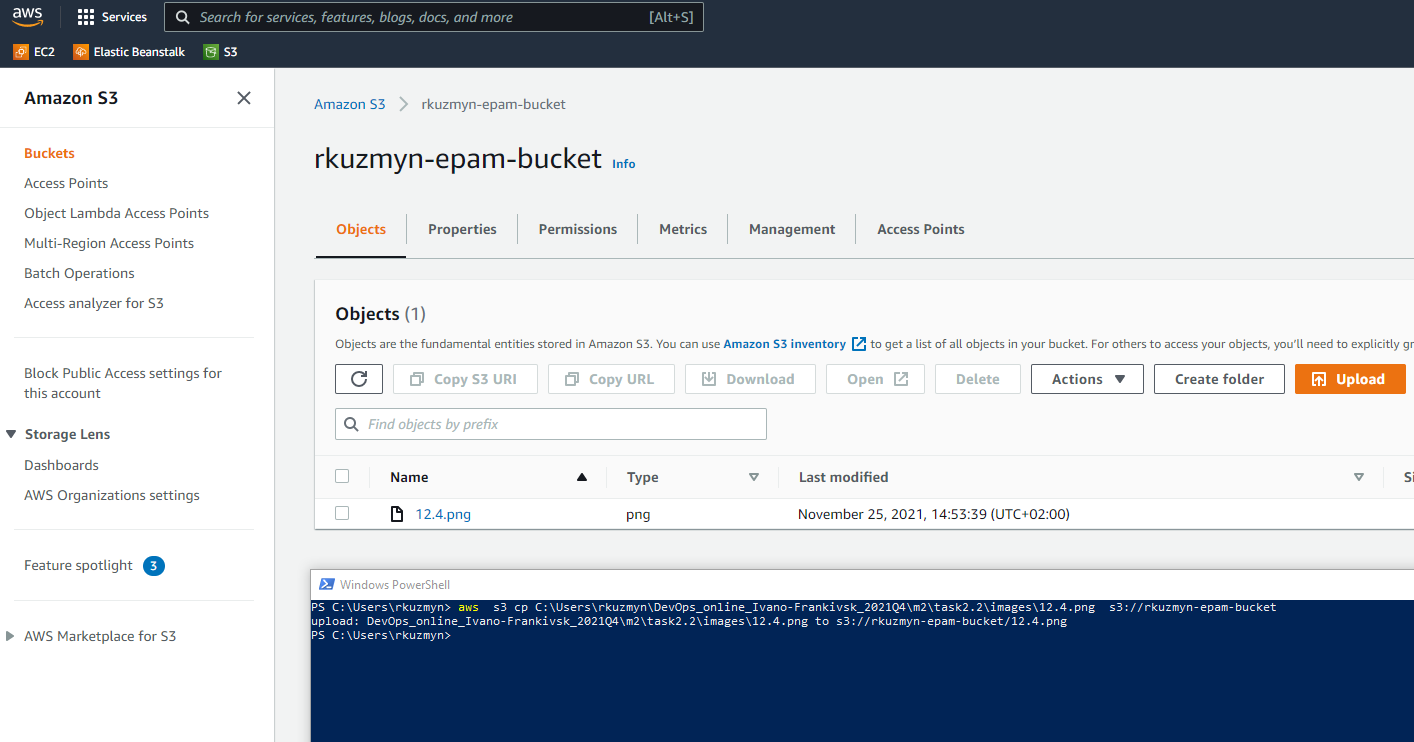 aws
Services
Search for services, features, blogs, docs, and more [Alt+S]
EC2 Elastic Beanstalk S3
Amazon S3
Buckets
Access Points
Object Lambda Access Points
Multi-Region Access Points
Batch Operations
Access analyzer for S3
Block Public Access settings for
this account
Storage Lens
Dashboards
AWS Organizations settings
Feature spotlight 3
AWS Marketplace for S3
Amazon S3 rkuzmyn-epam-bucket
rkuzmyn-epam-bucket Info
Objects Properties Permissions Metrics Management Access Points
Objects (1)
Objects are the fundamental entities stored in Amazon S3. You can use Amazon S3 inventory to get a list of all objects in your bucket. For others to access your objects, you'll need to explicitly gr
Copy S3 URI Copy URL Download Open Delete Actions Create folder Upload
Find objects by prefix
Name Type Last modified Si
12.4.png png November 25, 2021, 14:53:39 (UTC+02:00)
Windows PowerShell
PS C:\Users\rkuzmyn> aws  s3 cp C:\Users\rkuzmyn\DevOps_online_Ivano-Frankivsk_2021Q4\m2\task2.2\images\12.4.png  s3://rkuzmyn-epam-bucket
upload: DevOps_online_Ivano-Frankivsk_2021Q4\m2\task2.2\images\12.4.png to s3://rkuzmyn-epam-bucket/12.4.png
PS C:\Users\rkuzmyn>